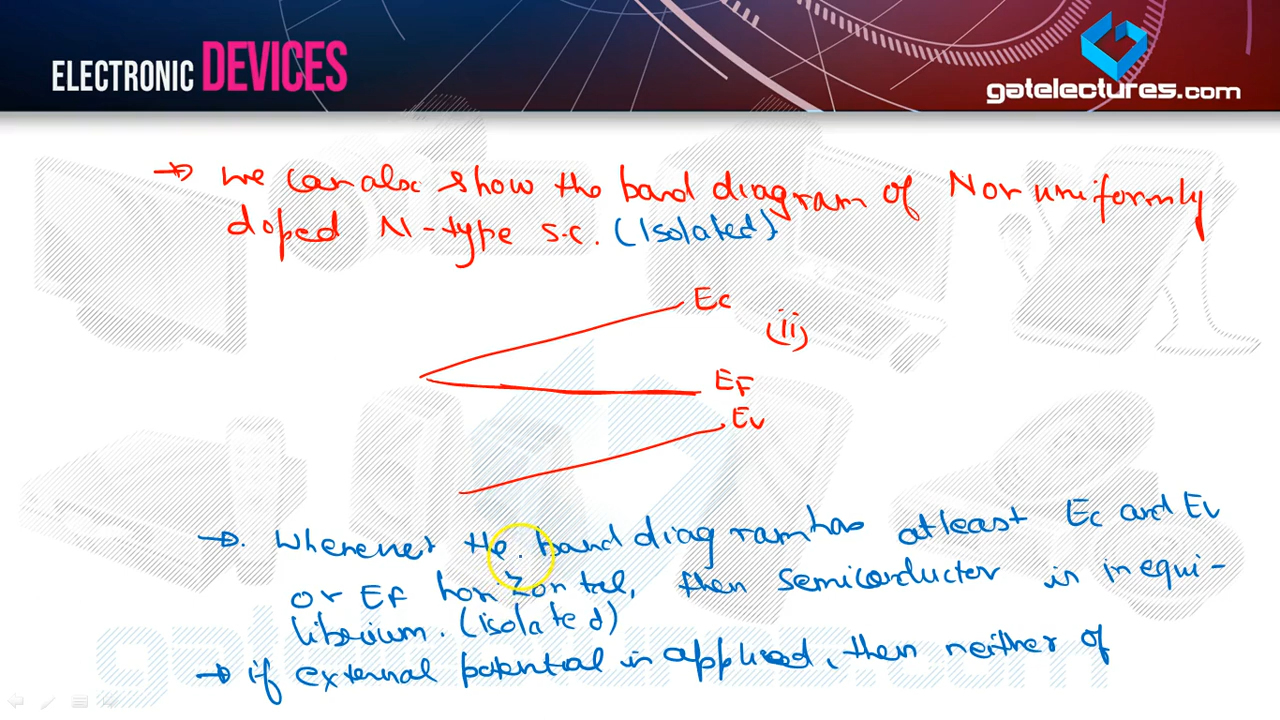 ELECTRONIC DEVICES
gatelectures.com
→ we can also show the band diagram of Non uniformly
doped N-type s.c. (Isolated)
Ec
(ii)
EF
Ev
→. Whenever the band diagram has atleast Ec and Ev
or EF horizontal, then semiconductor is in equi-
librium. (isolated)
→ if external potential is applied, then neither of